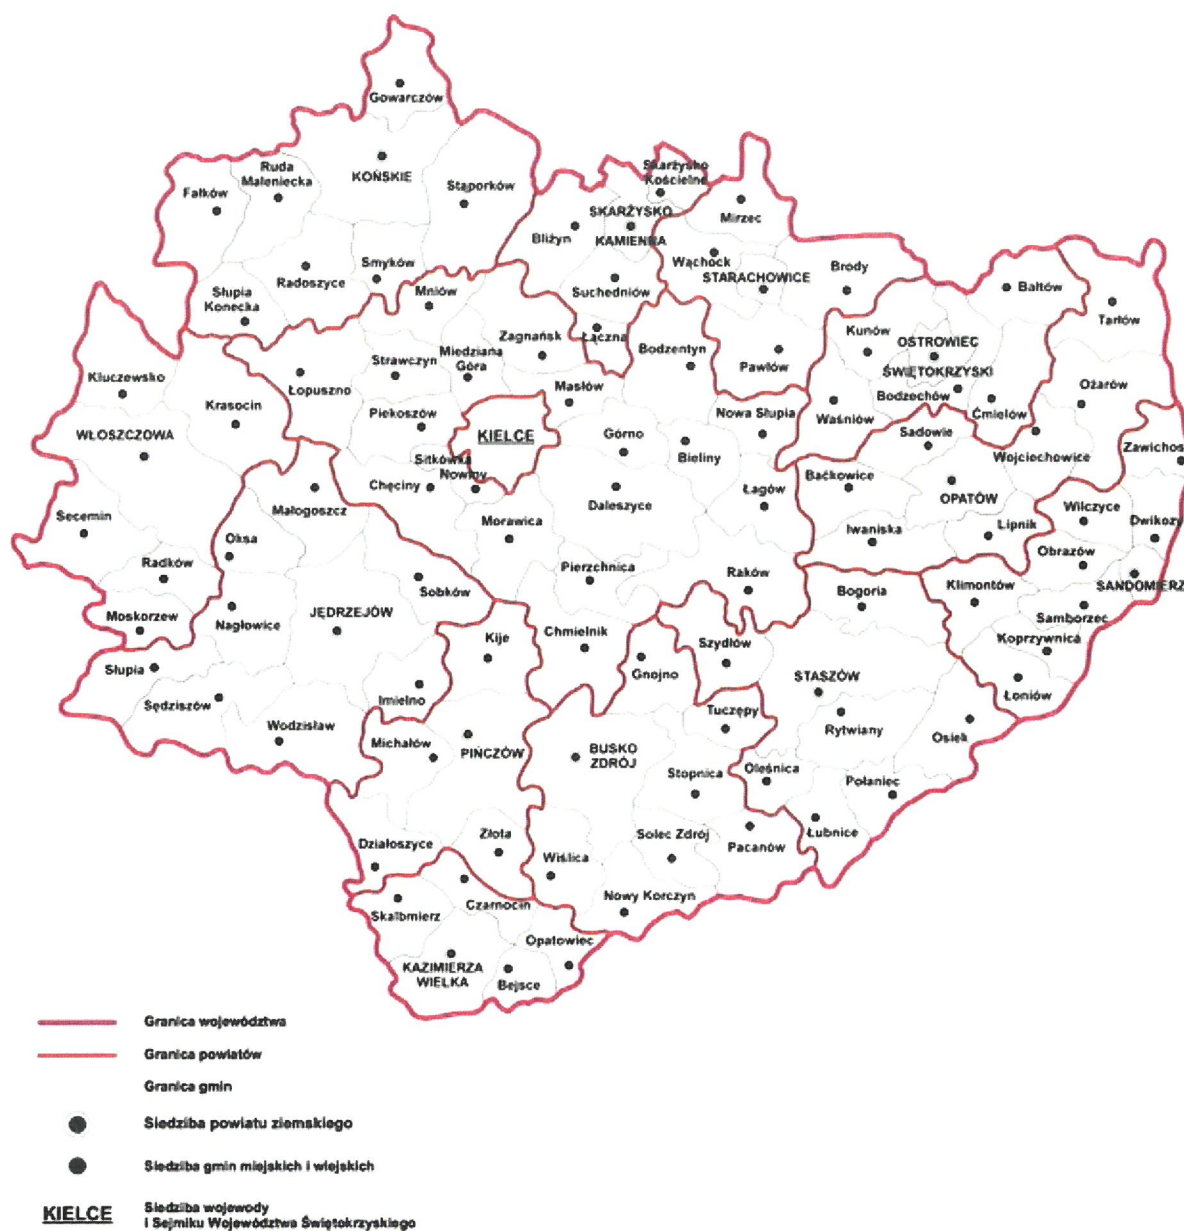 Gowarczów
Ruda
Maleniecka
KOŃSKIE
Fałków
Stąporków
Skarżysko
Kościelne
SKARŻYSKO
KAMIENNA
Mirzec
Bliżyn
Smyków
Radoszyce
Słupia
Konecka
Wąchock
STARACHOWICE
Brody
Suchedniów
Bałtów
Tarłów
Mniów
Zagnańsk
Łączna
Bodzentyn
Kunów
OSTROWIEC
ŚWIĘTOKRZYSKI
Strawczyn
Miedziana
Góra
Pawłów
Kluczewsko
Łopuszno
Masłów
Bodzechów
Ożarów
Krasocin
Piekoszów
Nowa Słupia
Waśniów
Ćmielów
WŁOSZCZOWA
KIELCE
Górno
Bieliny
Sadowie
Wojciechowice
Zawichost
Sitkówka
Nowiny
Chęciny
Baćkowice
OPATÓW
Małogoszcz
Daleszyce
Łagów
Secemin
Morawica
Iwaniska
Lipnik
Wilczyce
Dwikozy
Oksa
Obrazów
Radków
Pierzchnica
Raków
Klimontów
SANDOMIERZ
Sobków
Bogoria
Moskorzew
Nagłowice
JĘDRZEJÓW
Samborzec
Kije
Chmielnik
Szydłów
Koprzywnica
Słupia
Gnojno
STASZÓW
Łoniów
Sędziszów
Imielno
Wodzisław
Tuczępy
Rytwiany
Osiek
Michałów
PIŃCZÓW
BUSKO
ZDRÓJ
Stopnica
Oleśnica
Połaniec
Złota
Solec Zdrój
Łubnice
Działoszyce
Pacanów
Wiślica
Nowy Korczyn
Skalbmierz
Czarnocin
Opatowiec
KAZIMIERZA
WIELKA
Bejsce
Granica województwa
Granica powiatów
Granica gmin
Siedziba powiatu ziemskiego
Siedziba gmin miejskich i wiejskich
KIELCE
Siedziba wojewody
i Sejmiku Województwa Świętokrzyskiego